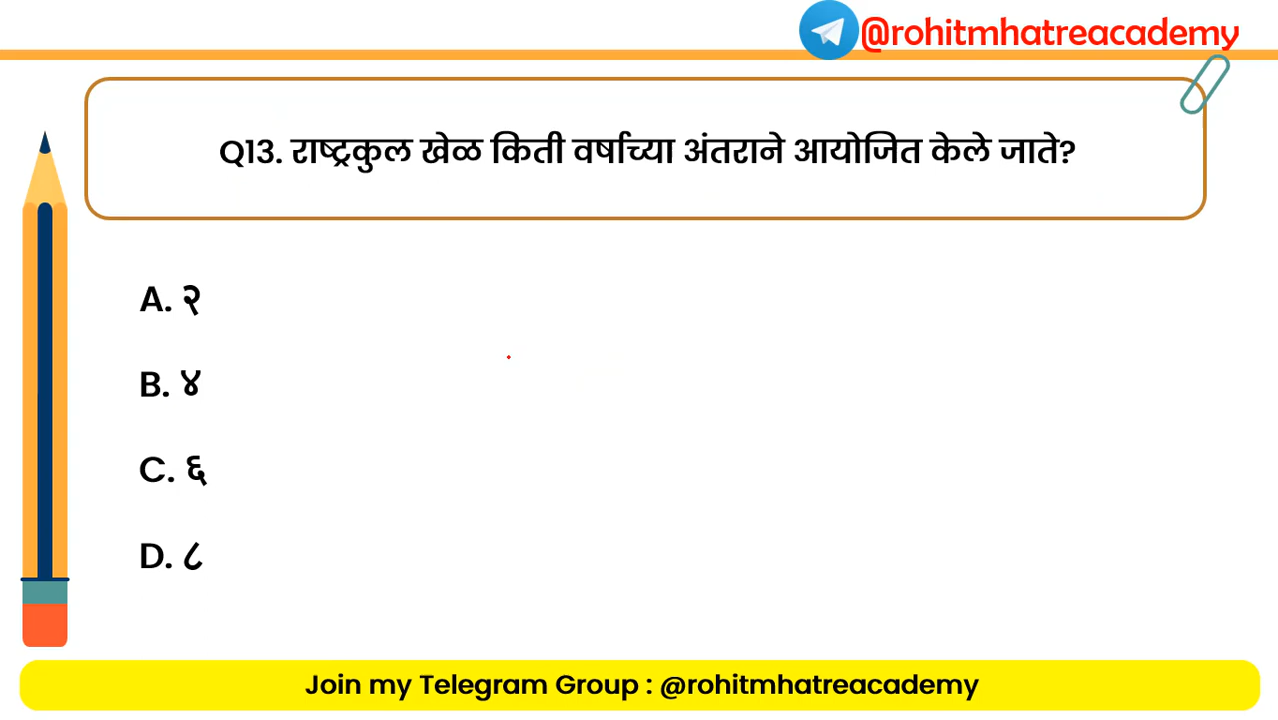 @rohitmhatreacademy
Q13. राष्ट्रकुल खेळ किती वर्षाच्या अंतराने आयोजित केले जाते?
A. २
B. ४
C. ६
D. ८
Join my Telegram Group : @rohitmhatreacademy